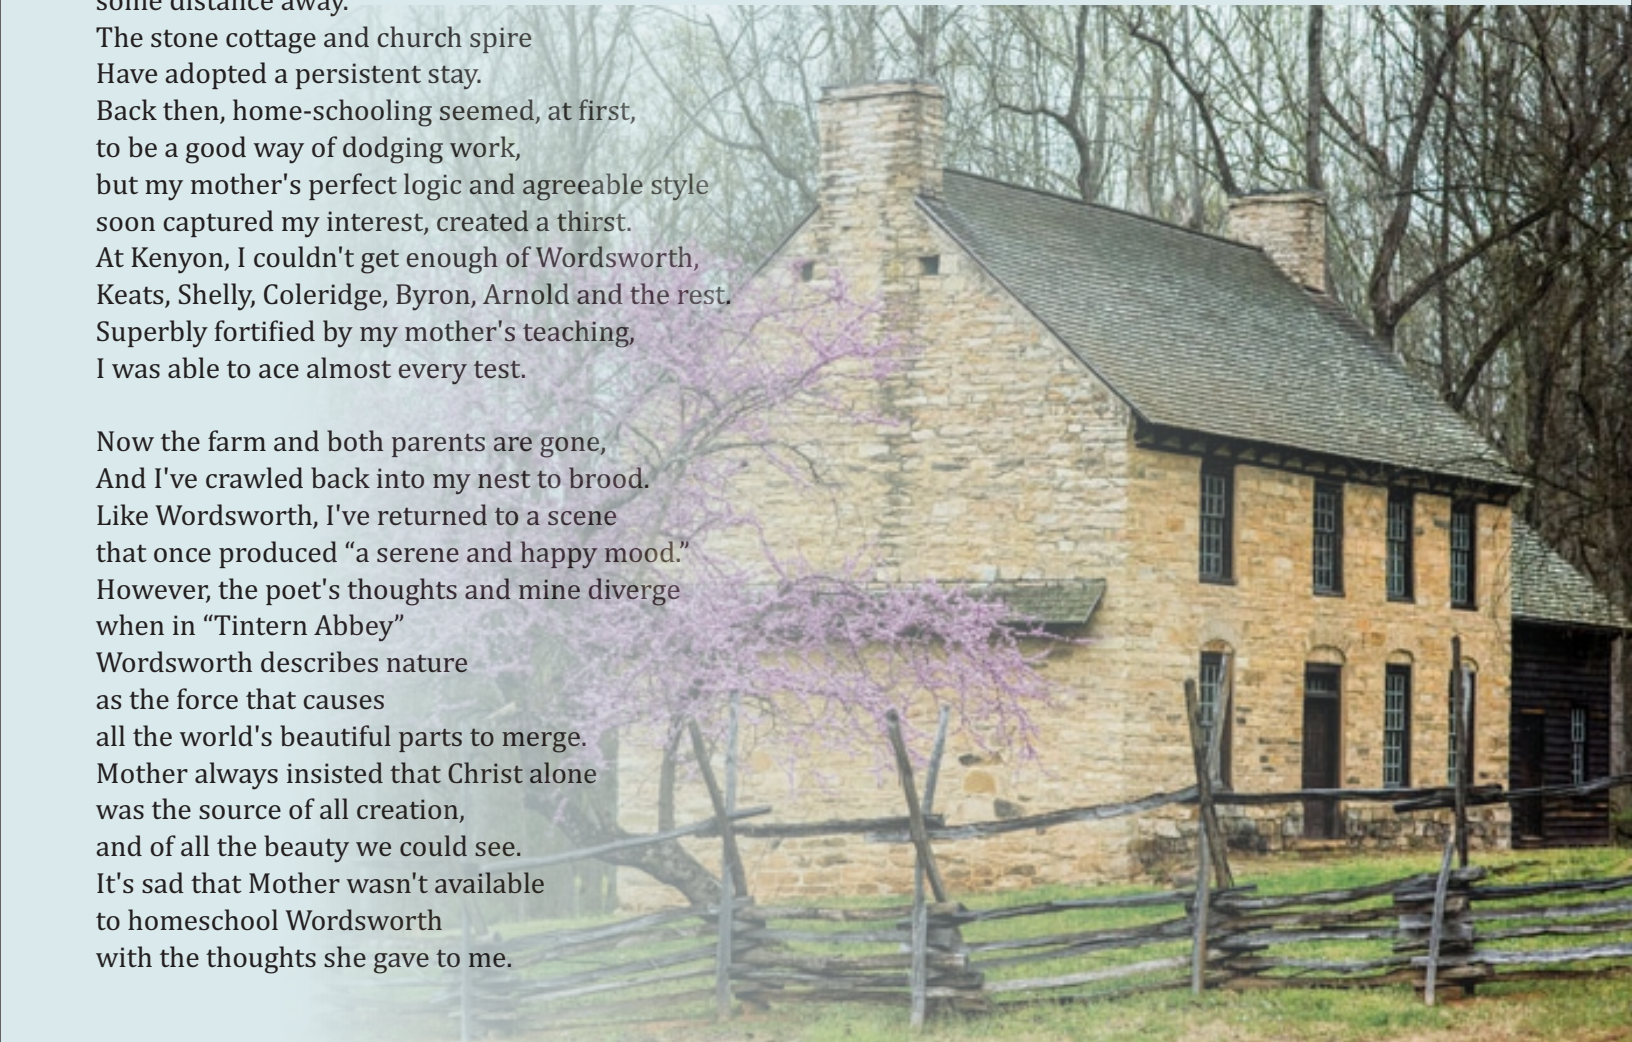 some distance away.
The stone cottage and church spire
Have adopted a persistent stay.
Back then, home-schooling seemed, at first,
to be a good way of dodging work,
but my mother's perfect logic and agreeable style
soon captured my interest, created a thirst.
At Kenyon, I couldn't get enough of Wordsworth,
Keats, Shelly, Coleridge, Byron, Arnold and the rest.
Superbly fortified by my mother's teaching,
I was able to ace almost every test.
Now the farm and both parents are gone,
And I've crawled back into my nest to brood.
Like Wordsworth, I've returned to a scene
that once produced “a serene and happy mood.”
However, the poet's thoughts and mine diverge
when in “Tintern Abbey”
Wordsworth describes nature
as the force that causes
all the world's beautiful parts to merge.
Mother always insisted that Christ alone
was the source of all creation,
and of all the beauty we could see.
It's sad that Mother wasn't available
to homeschool Wordsworth
with the thoughts she gave to me.